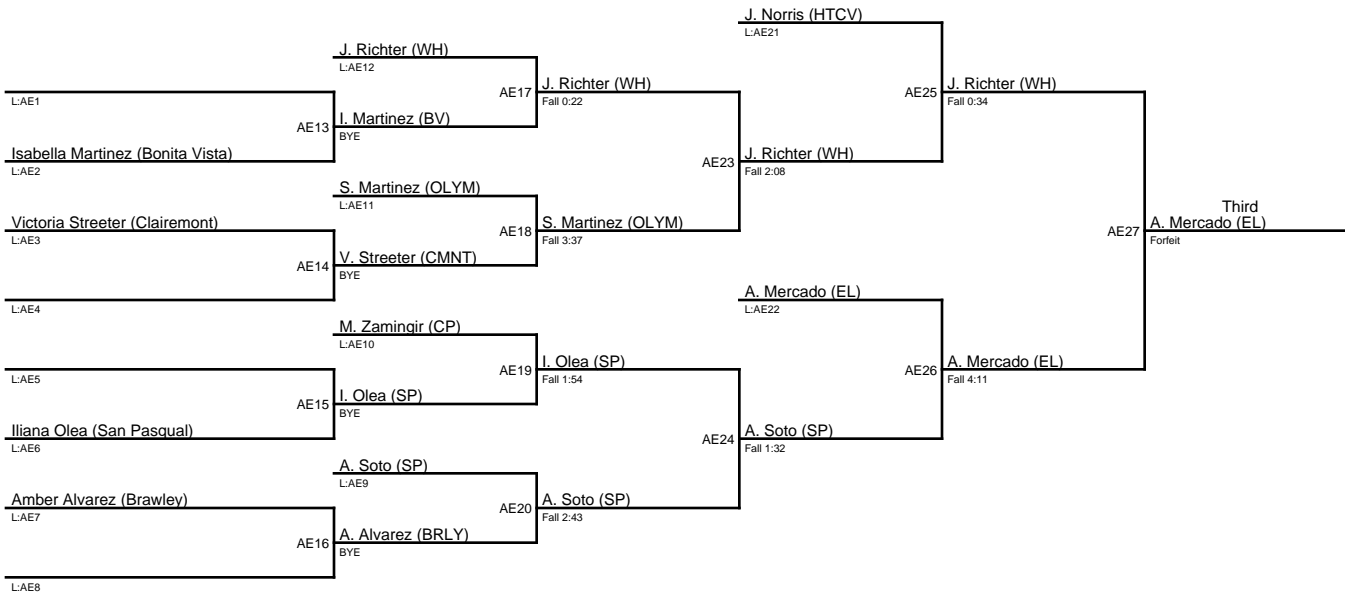 J. Norris (HTCV)
L:AE21
J. Richter (WH)
L:AE12
AE17
J. Richter (WH)
Fall 0:22
AE25
J. Richter (WH)
Fall 0:34
L:AE1
AE13
I. Martinez (BV)
BYE
Isabella Martinez (Bonita Vista)
L:AE2
AE23
J. Richter (WH)
Fall 2:08
S. Martinez (OLYM)
L:AE11
Victoria Streeter (Clairemont)
L:AE3
AE18
S. Martinez (OLYM)
Fall 3:37
AE27
Third
A. Mercado (EL)
Forfeit
AE14
V. Streeter (CMNT)
BYE
L:AE4
A. Mercado (EL)
L:AE22
M. Zamingir (CP)
L:AE10
L:AE5
AE19
I. Olea (SP)
Fall 1:54
AE26
A. Mercado (EL)
Fall 4:11
AE15
I. Olea (SP)
BYE
Iliana Olea (San Pasqual)
L:AE6
AE24
A. Soto (SP)
Fall 1:32
A. Soto (SP)
L:AE9
Amber Alvarez (Brawley)
L:AE7
AE20
A. Soto (SP)
Fall 2:43
AE16
A. Alvarez (BRLY)
BYE
L:AE8